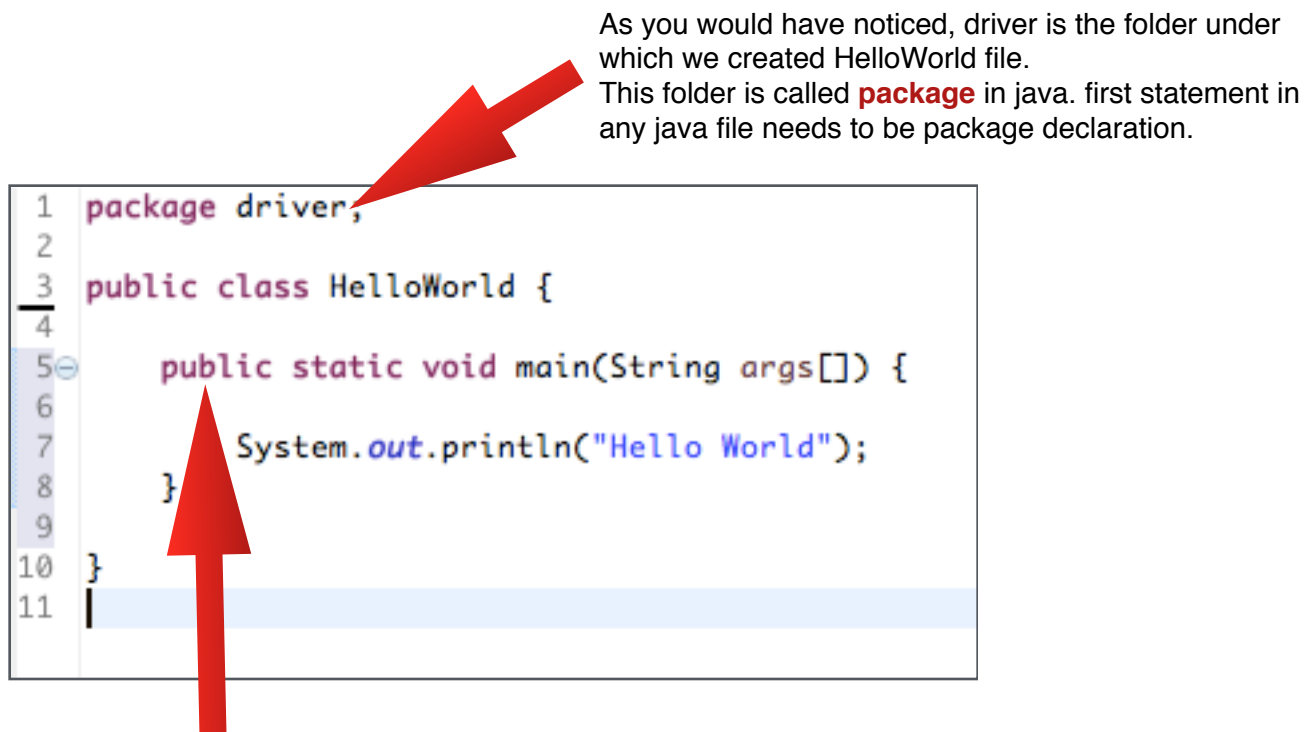 As you would have noticed, driver is the folder under
which we created HelloWorld file.
This folder is called package in java. first statement in
any java file needs to be package declaration.
1 package driver;
2
3 public class HelloWorld {
4
5 public static void main(String args[]) {
6
7 System.out.println("Hello World");
8 }
9
10 }
11